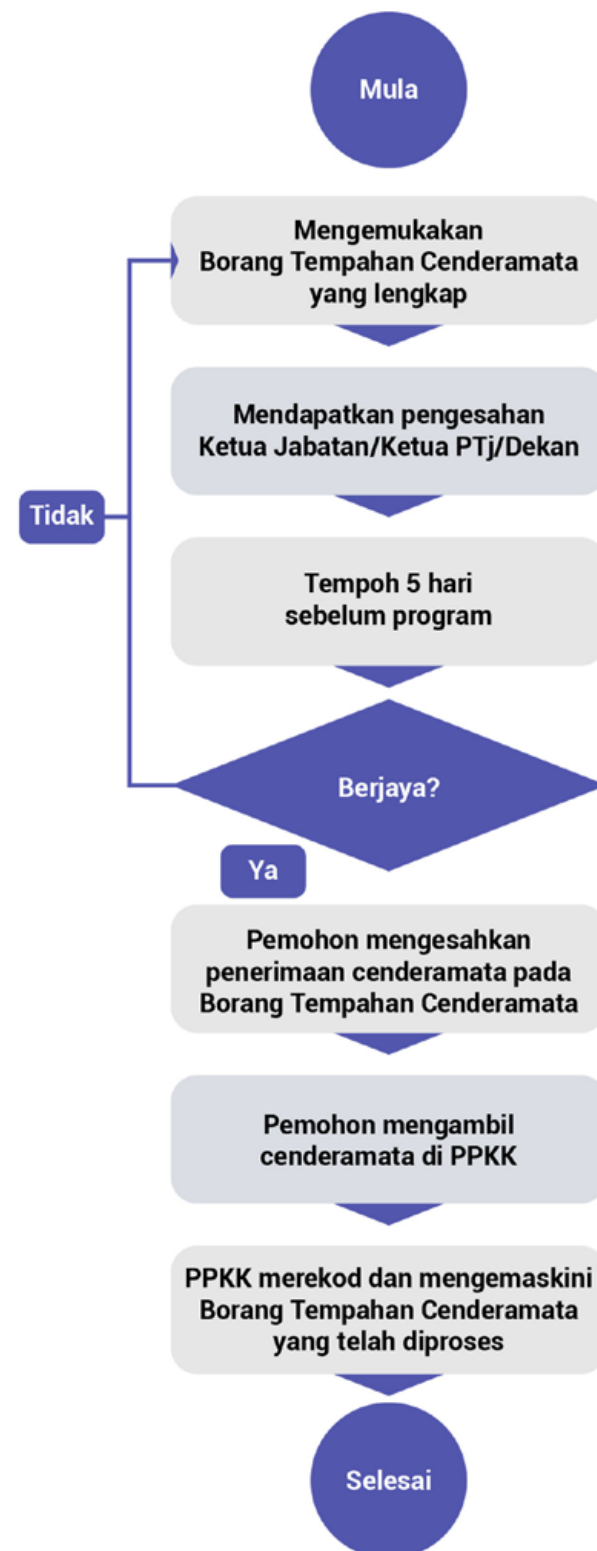 Mula
Mengemukakan
Borang Tempahan Cenderamata
yang lengkap
Mendapatkan pengesahan
Ketua Jabatan/Ketua PTj/Dekan
Tidak
Tempoh 5 hari
sebelum program
Berjaya?
Ya
Pemohon mengesahkan
penerimaan cenderamata pada
Borang Tempahan Cenderamata
Pemohon mengambil
cenderamata di PPKK
PPKK merekod dan mengemaskini
Borang Tempahan Cenderamata
yang telah diproses
Selesai